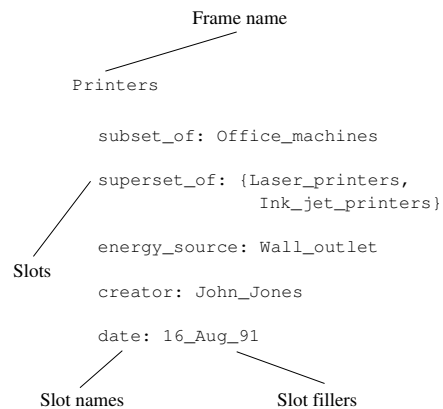 Frame name
Printers
subset_of: Office_machines
superset_of: {Laser_printers,
Ink_jet_printers}
energy_source: Wall_outlet
Slots
creator: John_Jones
date: 16_Aug_91
Slot names
Slot fillers